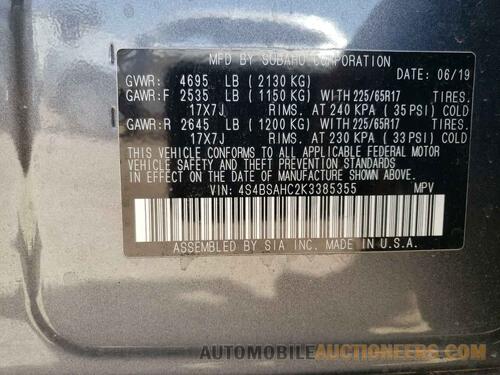 MFD BY SUBARU CORPORATION
GVWR: 4695 LB (2130 KG) DATE: 06/19
GAWR:F 2535 LB (1150 KG) WITH 225/65R17 TIRES.
17X7J RIMS. AT 240 KPA (35 PSI) COLD
GAWR:R 2645 LB (1200 KG) WITH 225/65R17 TIRES.
17X7J RIMS. AT 230 KPA (33 PSI) COLD
THIS VEHICLE CONFORMS TO ALL APPLICABLE FEDERAL MOTOR
VEHICLE SAFETY AND THEFT PREVENTION STANDARDS
IN EFFECT ON THE DATE OF MANUFACTURE SHOWN ABOVE.
VIN: 4S4BSAHC2K3385355 MPV
ASSEMBLED BY SIA INC. MADE IN U.S.A.
AUTOMOBILEAUCTIONEERS.COM